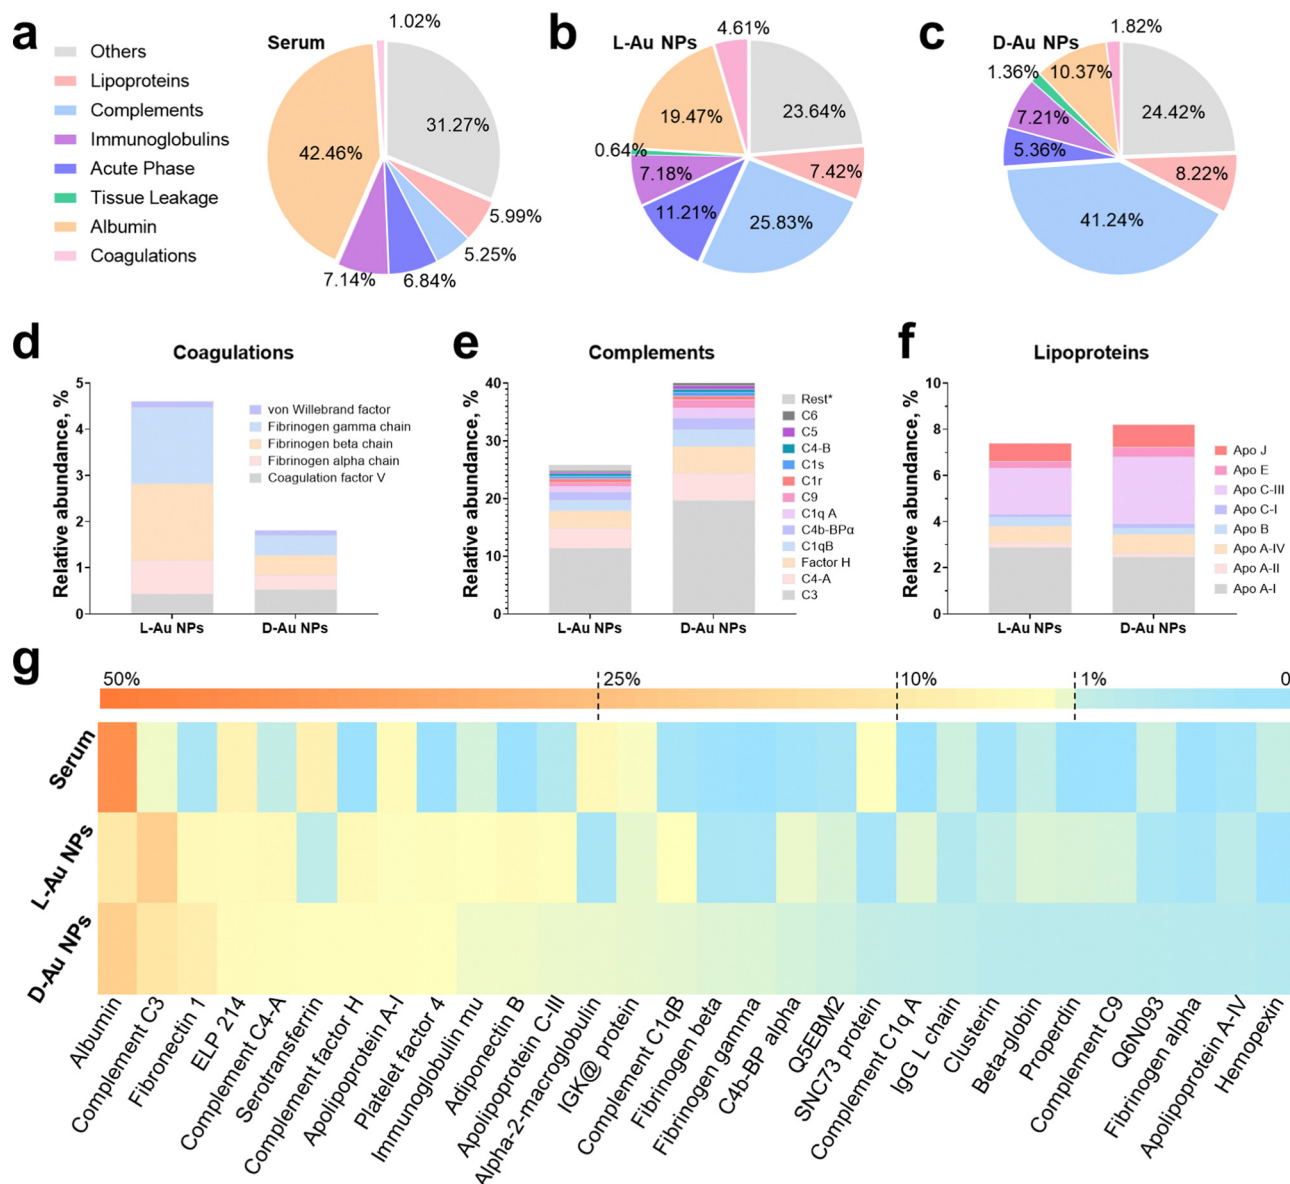 a
Others
Lipoproteins
Complements
Immunoglobulins
Acute Phase
Tissue Leakage
Albumin
Coagulations
Serum
1.02%
31.27%
5.99%
5.25%
6.84%
7.14%
42.46%
b
L-Au NPs
4.61%
23.64%
7.42%
25.83%
11.21%
7.18%
0.64%
19.47%
c
D-Au NPs
1.82%
24.42%
8.22%
41.24%
5.36%
7.21%
1.36%
10.37%
d
Coagulations
Relative abundance, %
5
4
3
2
1
0
von Willebrand factor
Fibrinogen gamma chain
Fibrinogen beta chain
Fibrinogen alpha chain
Coagulation factor V
L-Au NPs
D-Au NPs
e
Complements
Relative abundance, %
40
30
20
10
0
Rest*
C6
C5
C4-B
C1s
C1r
C9
C1q A
C4b-BPα
C1qB
Factor H
C4-A
C3
L-Au NPs
D-Au NPs
f
Lipoproteins
Relative abundance, %
10
8
6
4
2
0
Apo J
Apo E
Apo C-III
Apo C-I
Apo B
Apo A-IV
Apo A-II
Apo A-I
L-Au NPs
D-Au NPs
g
50%
25%
10%
1%
0
Serum
L-Au NPs
D-Au NPs
Albumin
Complement C3
Fibronectin 1
ELP 214
Complement C4-A
Serotransferrin
Complement factor H
Apolipoprotein A-I
Platelet factor 4
Immunoglobulin mu
Adiponectin B
Apolipoprotein C-III
Alpha-2-macroglobulin
IGK@ protein
Complement C1qB
Fibrinogen beta
Fibrinogen gamma
C4b-BP alpha
Q5EBM2
SNC73 protein
Complement C1q A
IgG L chain
Clusterin
Beta-globin
Properdin
Complement C9
Q6N093
Fibrinogen alpha
Apolipoprotein A-IV
Hemopexin